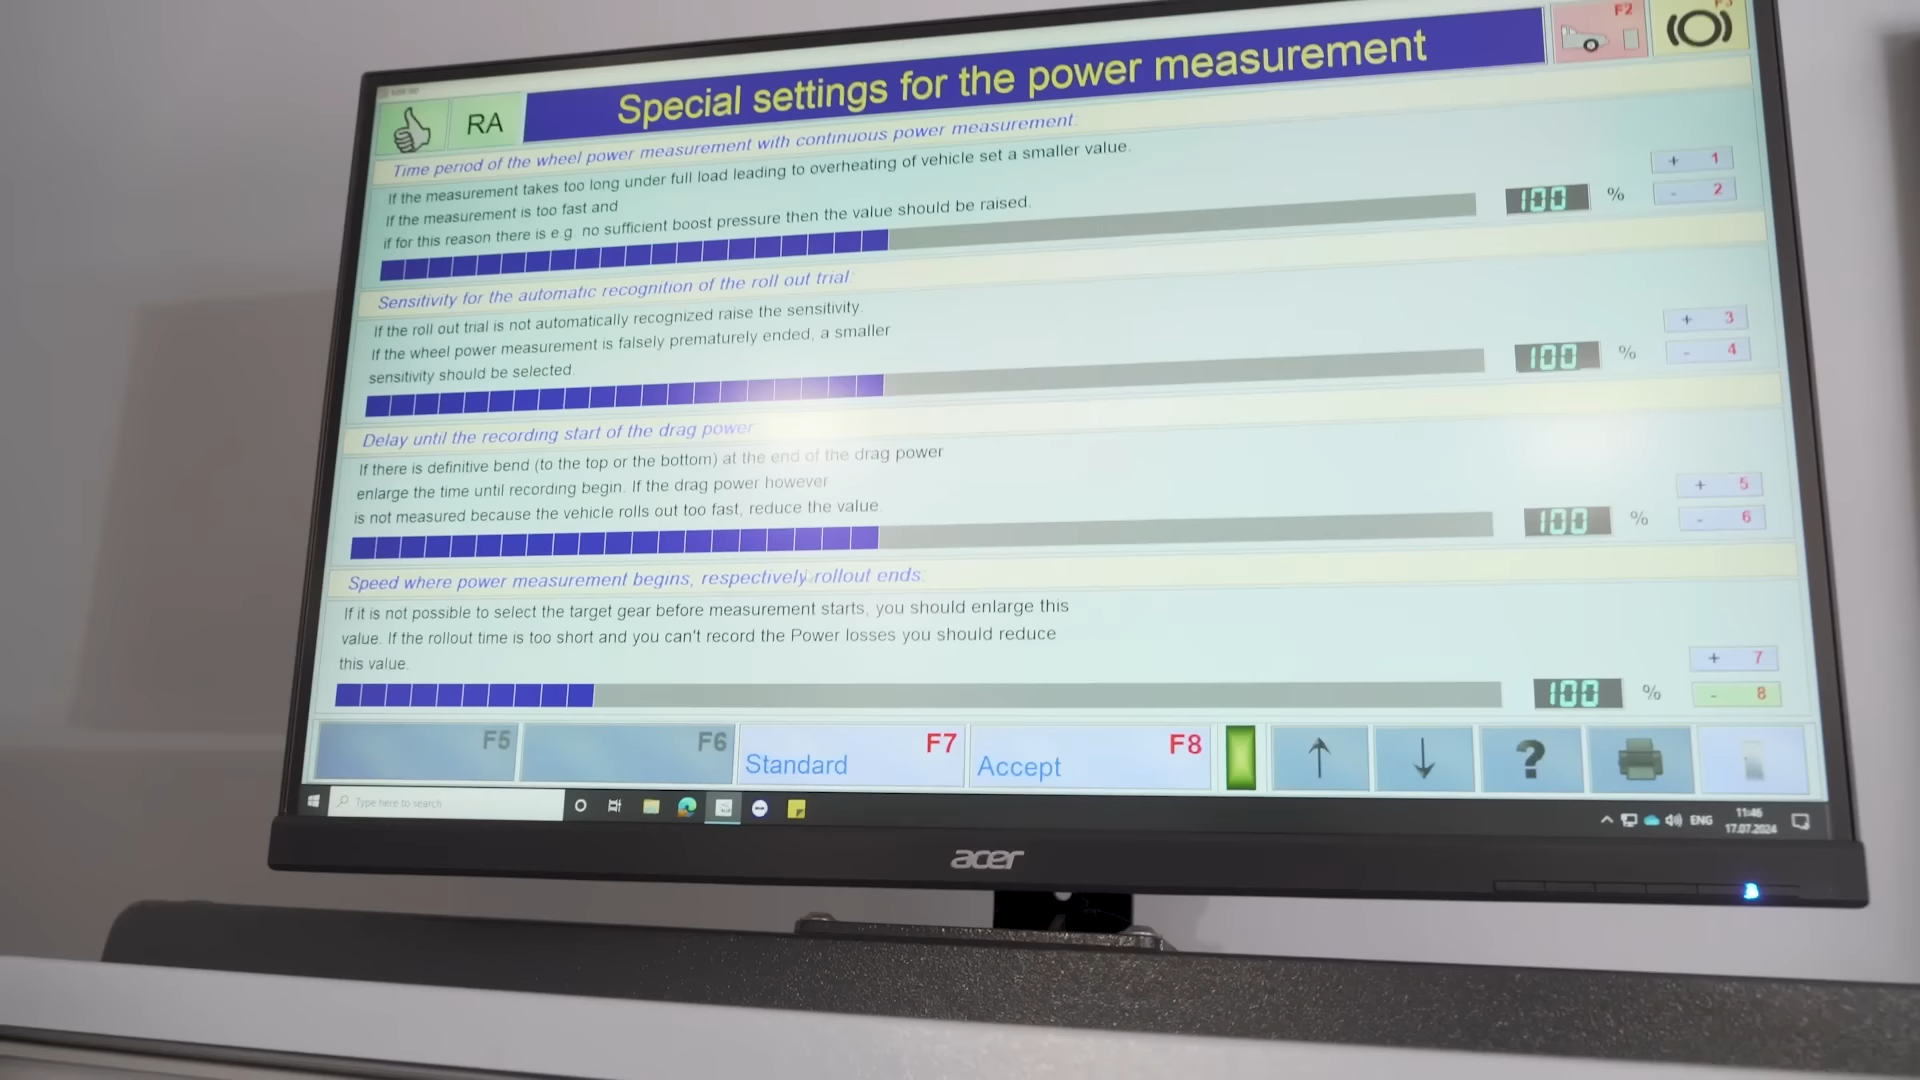 F2
F3
RA
Special settings for the power measurement
Time period of the wheel power measurement with continuous power measurement:
If the measurement takes too long under full load leading to overheating of vehicle set a smaller value.
If the measurement is too fast and
if for this reason there is e.g. no sufficient boost pressure then the value should be raised.
100 %
+ 1
- 2
Sensitivity for the automatic recognition of the roll out trial:
If the roll out trial is not automatically recognized raise the sensitivity.
If the wheel power measurement is falsely prematurely ended, a smaller
sensitivity should be selected.
100 %
+ 3
- 4
Delay until the recording start of the drag power
If there is definitive bend (to the top or the bottom) at the end of the drag power
enlarge the time until recording begin. If the drag power however
is not measured because the vehicle rolls out too fast, reduce the value.
100 %
+ 5
- 6
Speed where power measurement begins, respectively rollout ends:
If it is not possible to select the target gear before measurement starts, you should enlarge this
value. If the rollout time is too short and you can't record the Power losses you should reduce
this value.
100 %
+ 7
- 8
F5
F6
Standard F7
Accept F8
?
Type here to search
ENG
11:46
17.07.2024
acer